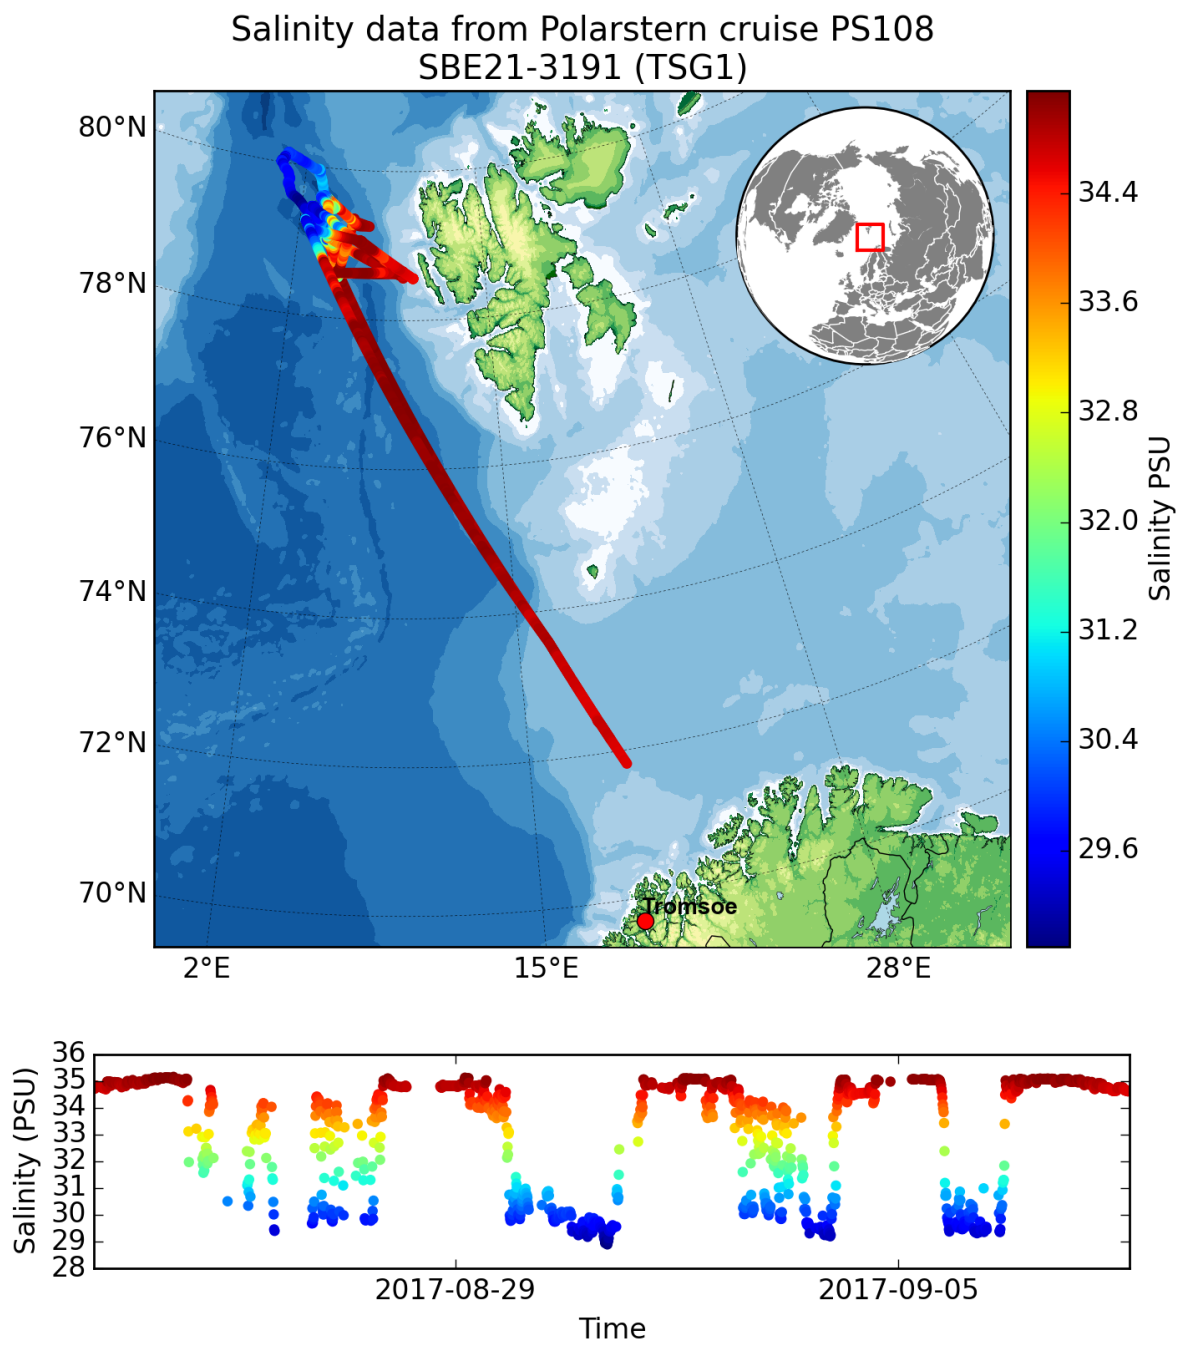 Salinity data from Polarstern cruise PS108
SBE21-3191 (TSG1)
80°N
78°N
76°N
74°N
72°N
70°N
2°E
15°E
28°E
Tromsoe
34.4
33.6
32.8
32.0
31.2
30.4
29.6
Salinity PSU
36
35
34
33
32
31
30
29
28
Salinity (PSU)
2017-08-29
2017-09-05
Time